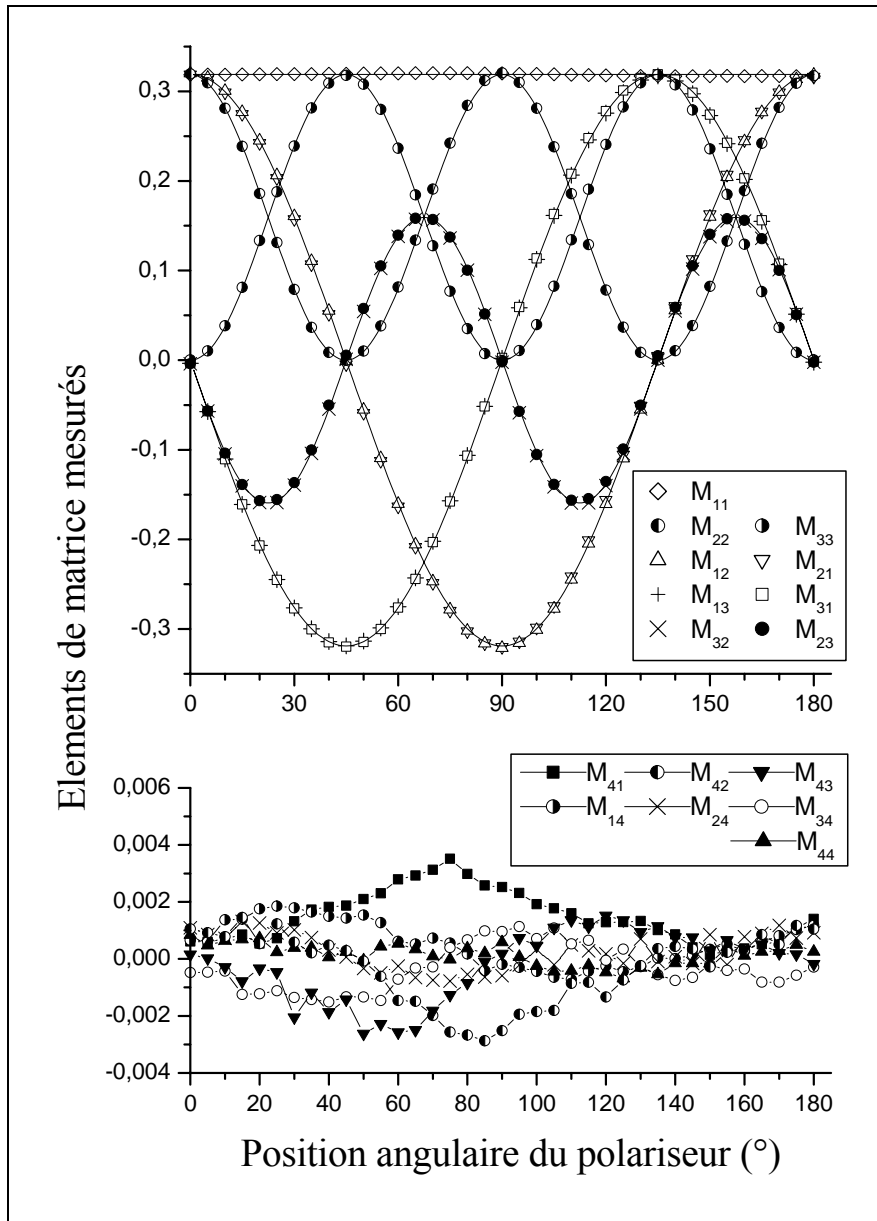 Elements de matrice mesurés
0,3
0,2
0,1
0,0
-0,1
-0,2
-0,3
0 30 60 90 120 150 180
M11
M22 M33
M12 M21
M13 M31
M32 M23
0,006
0,004
0,002
0,000
-0,002
-0,004
0 20 40 60 80 100 120 140 160 180
M41 M42 M43
M14 M24 M34
M44
Position angulaire du polariseur (°)